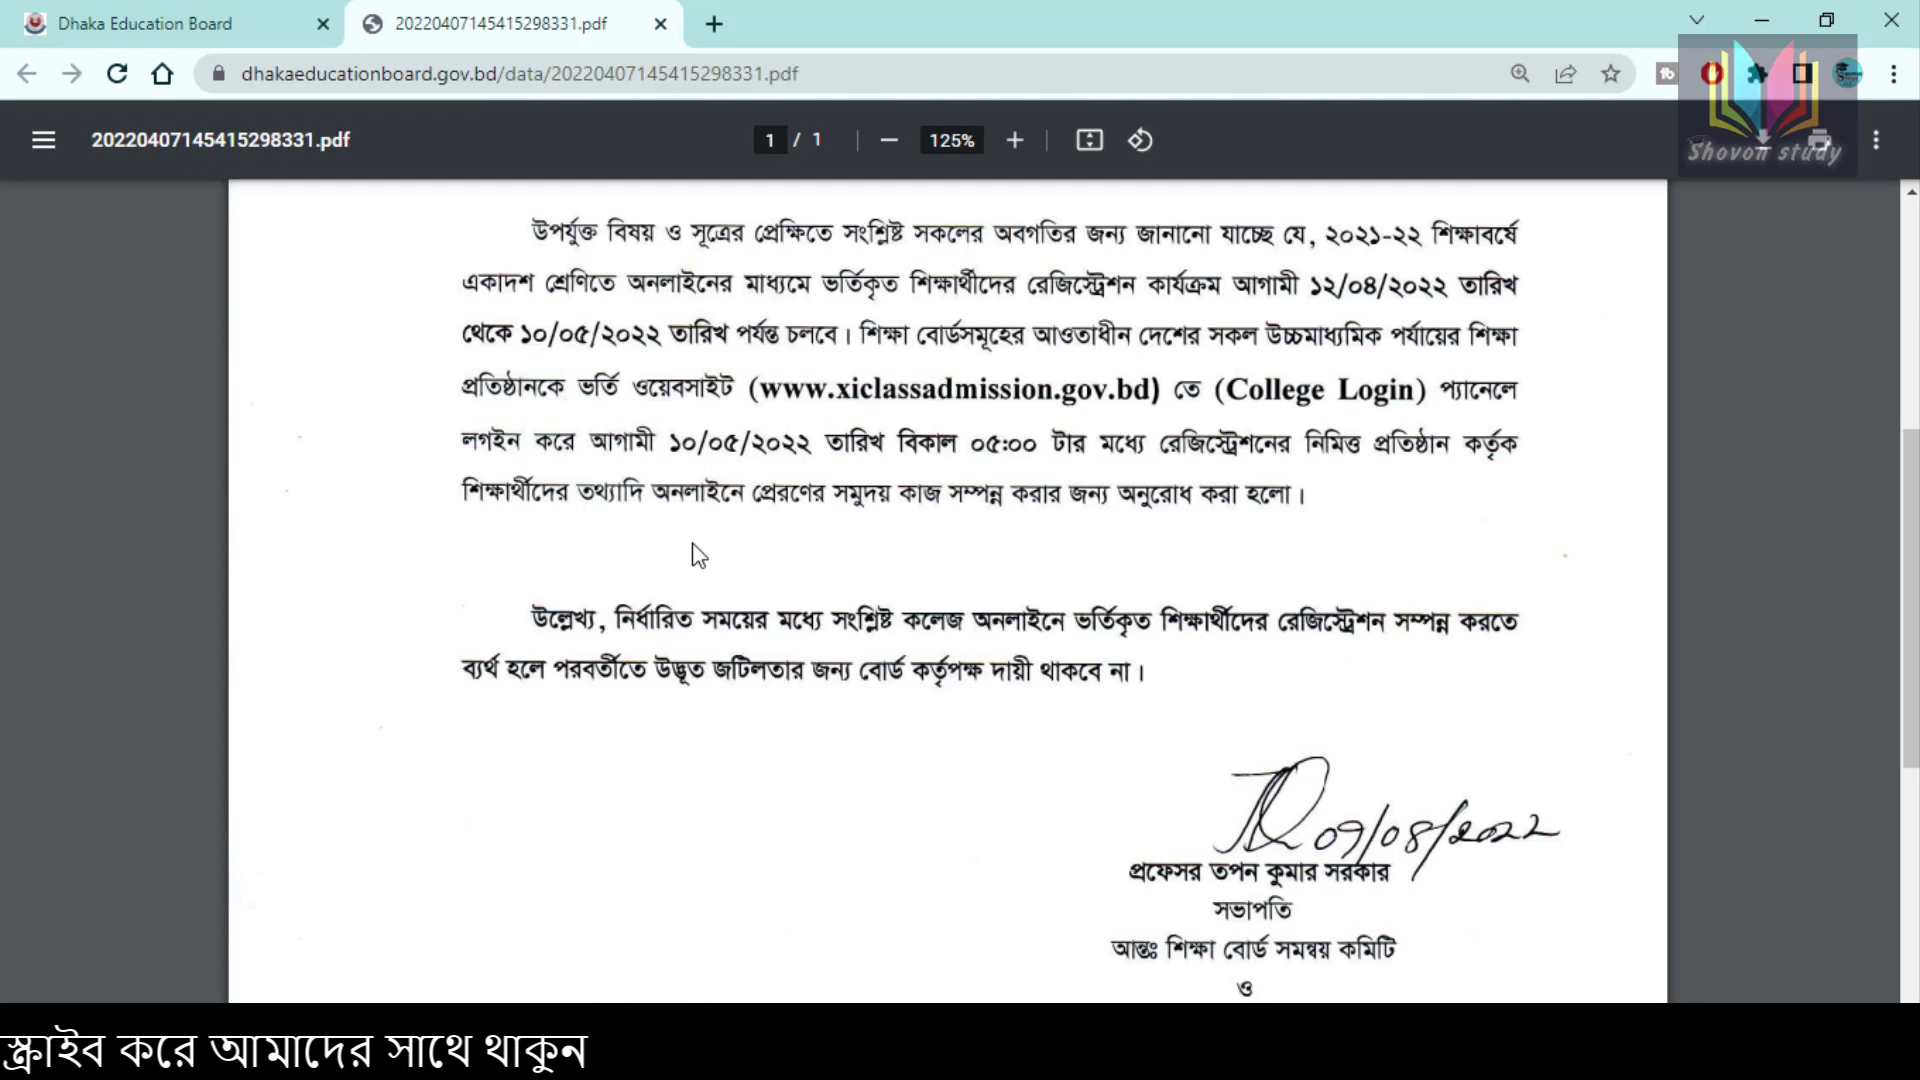 Dhaka Education Board
20220407145415298331.pdf
dhakaeducationboard.gov.bd/data/20220407145415298331.pdf
20220407145415298331.pdf
1 / 1
125%
Shovon study
উপর্যুক্ত বিষয় ও সূত্রের প্রেক্ষিতে সংশ্লিষ্ট সকলের অবগতির জন্য জানানো যাচ্ছে যে, ২০২১-২২ শিক্ষাবর্ষে
একাদশ শ্রেণিতে অনলাইনের মাধ্যমে ভর্তিকৃত শিক্ষার্থীদের রেজিস্ট্রেশন কার্যক্রম আগামী ১২/০৪/২০২২ তারিখ
থেকে ১০/০৫/২০২২ তারিখ পর্যন্ত চলবে। শিক্ষা বোর্ডসমূহের আওতাধীন দেশের সকল উচ্চমাধ্যমিক পর্যায়ের শিক্ষা
প্রতিষ্ঠানকে ভর্তি ওয়েবসাইট (www.xiclassadmission.gov.bd) তে (College Login) প্যানেলে
লগইন করে আগামী ১০/০৫/২০২২ তারিখ বিকাল ০৫:০০ টার মধ্যে রেজিস্ট্রেশনের নিমিত্ত প্রতিষ্ঠান কর্তৃক
শিক্ষার্থীদের তথ্যাদি অনলাইনে প্রেরণের সমুদয় কাজ সম্পন্ন করার জন্য অনুরোধ করা হলো।
উল্লেখ্য, নির্ধারিত সময়ের মধ্যে সংশ্লিষ্ট কলেজ অনলাইনে ভর্তিকৃত শিক্ষার্থীদের রেজিস্ট্রেশন সম্পন্ন করতে
ব্যর্থ হলে পরবর্তীতে উদ্ভূত জটিলতার জন্য বোর্ড কর্তৃপক্ষ দায়ী থাকবে না।
০৭/০৪/২০২২
প্রফেসর তপন কুমার সরকার
সভাপতি
আন্তঃ শিক্ষা বোর্ড সমন্বয় কমিটি
ও
স্ক্রাইব করে আমাদের সাথে থাকুন